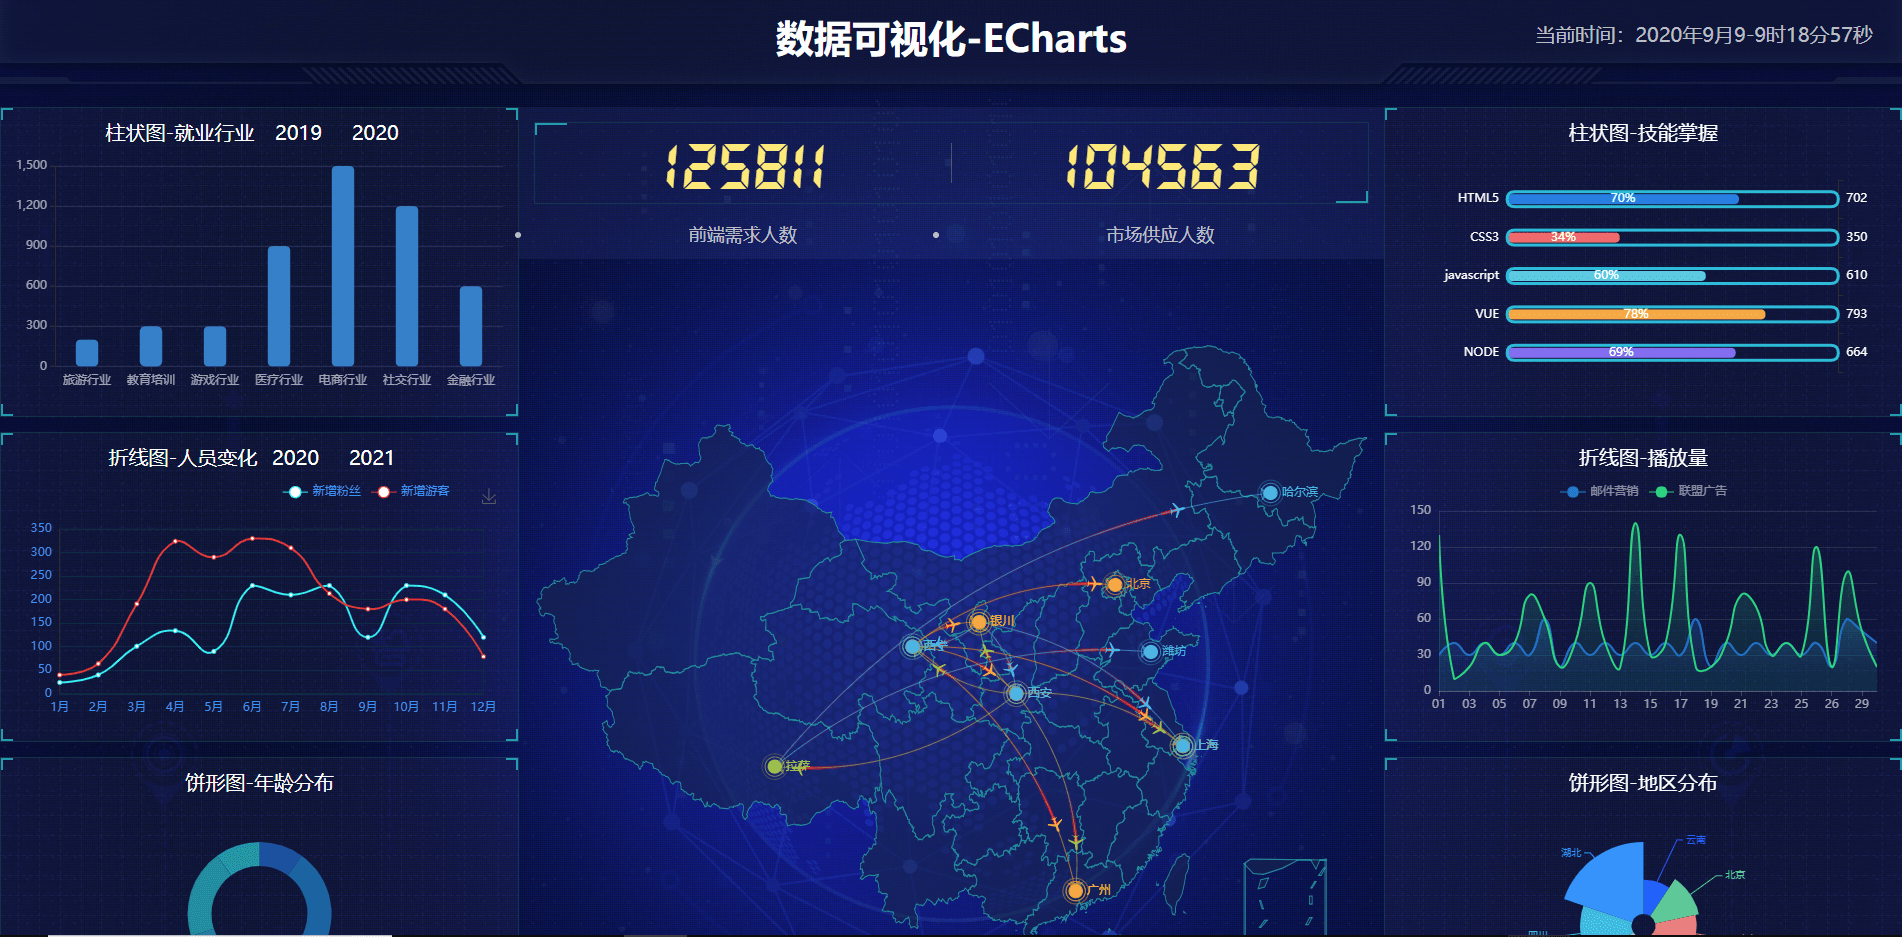 数据可视化-ECharts
当前时间：2020年9月9-9时18分57秒
柱状图-就业行业 2019 2020
1,500
1,200
900
600
300
0
旅游行业 教育培训 游戏行业 医疗行业 电商行业 社交行业 金融行业
折线图-人员变化 2020 2021
新增粉丝 新增游客
350
300
250
200
150
100
50
0
1月 2月 3月 4月 5月 6月 7月 8月 9月 10月 11月 12月
饼形图-年龄分布
125811 104563
前端需求人数 市场供应人数
哈尔滨
北京
银川
西宁
潍坊
西安
上海
拉萨
广州
柱状图-技能掌握
HTML5 70% 702
CSS3 34% 350
javascript 60% 610
VUE 78% 793
NODE 69% 664
折线图-播放量
邮件营销 联盟广告
150
120
90
60
30
0
01 03 05 07 09 11 13 15 17 19 21 23 25 26 27 29
饼形图-地区分布
云南
湖北
北京
四川